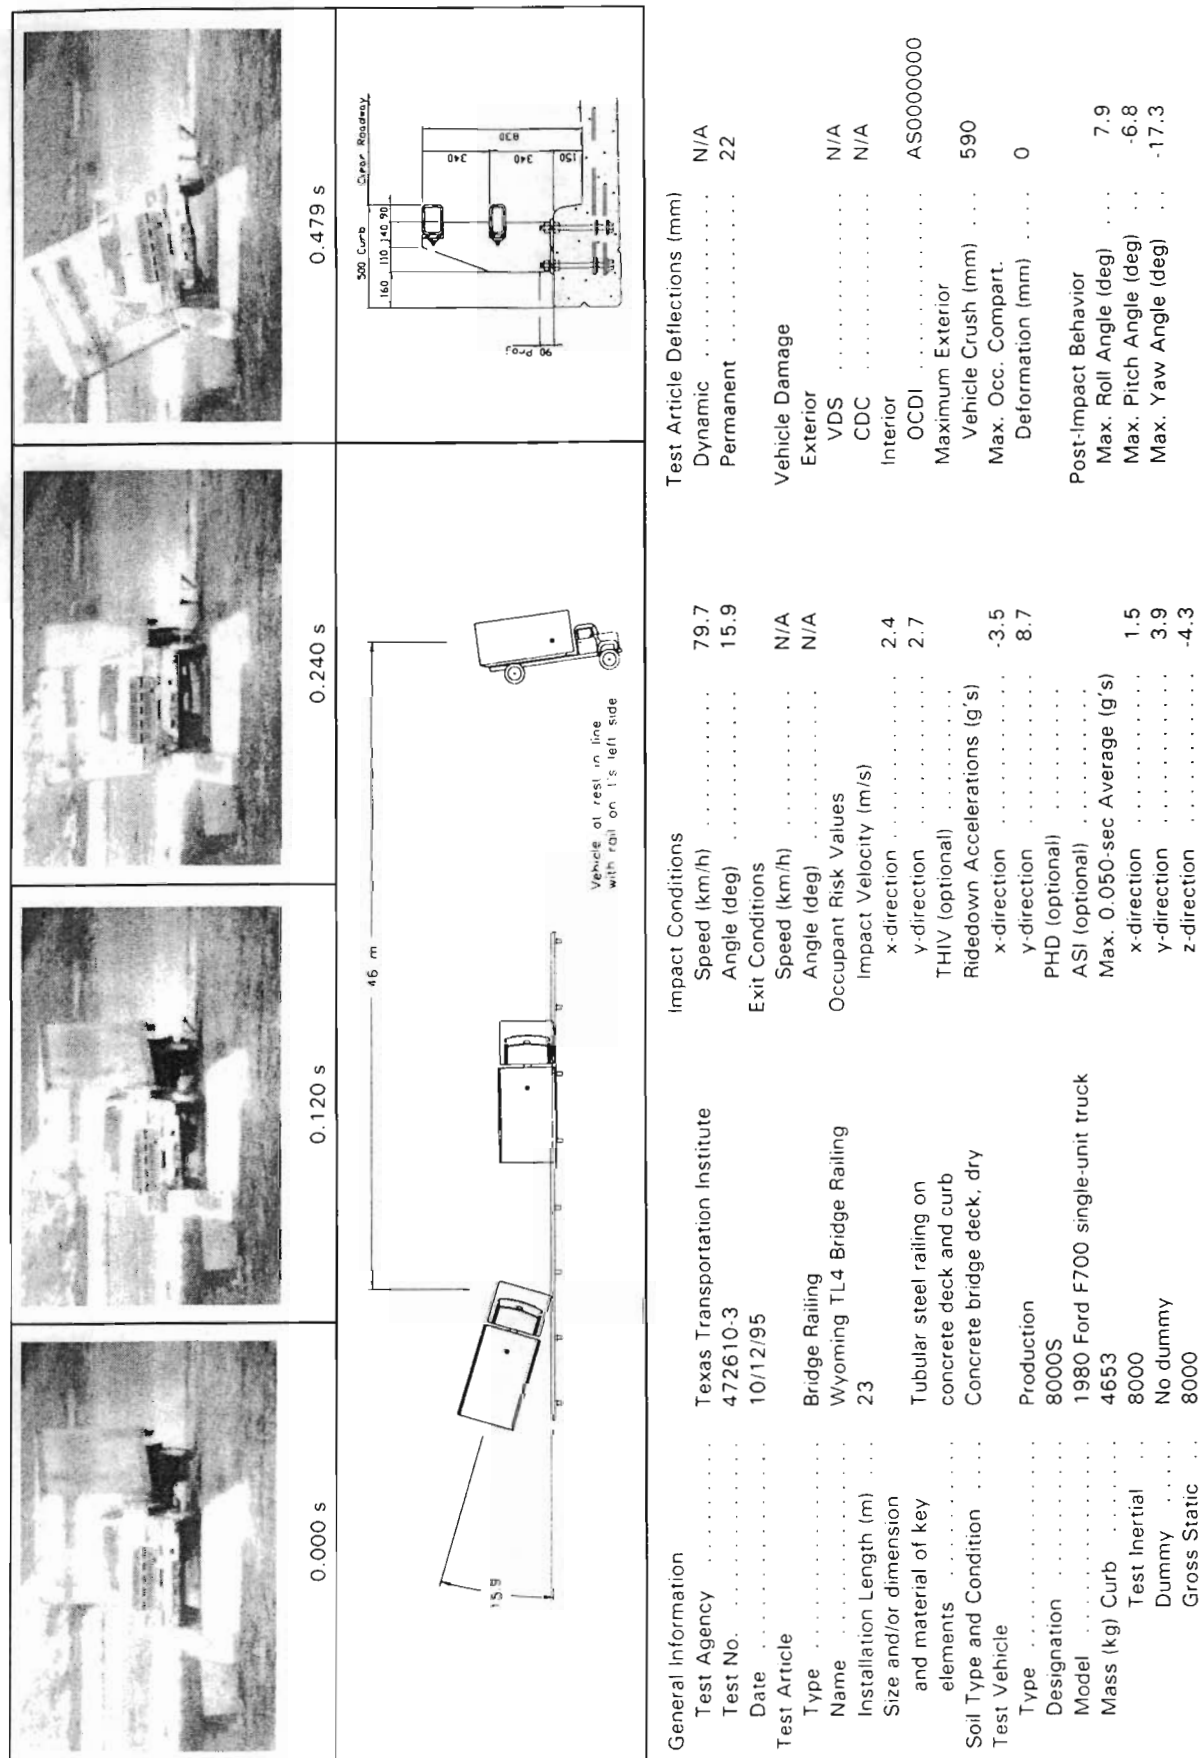 0.000 s
0.120 s
0.240 s
0.479 s
15.9
46 m
Vehicle at rest in line
with rail on it's left side
500 Curb
Clear Roadway
160
110
140
90
830
340
340
150
90
General Information
Test Agency . . . . . . . . . Texas Transportation Institute
Test No. . . . . . . . . . . 472610-3
Date . . . . . . . . . . . . 10/12/95
Test Article
Type . . . . . . . . . . . . Bridge Railing
Name . . . . . . . . . . . . Wyoming TL4 Bridge Railing
Installation Length (m) . . . 23
Size and/or dimension
and material of key
elements . . . . . . . . Tubular steel railing on
concrete deck and curb
Soil Type and Condition . . . . Concrete bridge deck, dry
Test Vehicle
Type . . . . . . . . . . . . Production
Designation . . . . . . . . . 8000S
Model . . . . . . . . . . . 1980 Ford F700 single-unit truck
Mass (kg) Curb . . . . . . 4653
Test Inertial . . 8000
Dummy . . . . No dummy
Gross Static . . 8000
Impact Conditions
Speed (km/h) . . . . . . . . . 79.7
Angle (deg) . . . . . . . . . . 15.9
Exit Conditions
Speed (km/h) . . . . . . . . . N/A
Angle (deg) . . . . . . . . . . N/A
Occupant Risk Values
Impact Velocity (m/s)
x-direction . . . . . . . . . . 2.4
y-direction . . . . . . . . . . 2.7
THIV (optional) . . . . . . . .
Ridedown Accelerations (g's)
x-direction . . . . . . . . . . -3.5
y-direction . . . . . . . . . . 8.7
PHD (optional) . . . . . . . .
ASI (optional) . . . . . . . .
Max. 0.050-sec Average (g's)
x-direction . . . . . . . . . . 1.5
y-direction . . . . . . . . . . 3.9
z-direction . . . . . . . . . . -4.3
Test Article Deflections (mm)
Dynamic . . . . . . . . . . . N/A
Permanent . . . . . . . . . . 22
Vehicle Damage
Exterior
VDS . . . . . . . . . . . N/A
CDC . . . . . . . . . . . N/A
Interior
OCDI . . . . . . . . . . AS0000000
Maximum Exterior
Vehicle Crush (mm) . . . 590
Max. Occ. Compart.
Deformation (mm) . . . . 0
Post-Impact Behavior
Max. Roll Angle (deg) . . . 7.9
Max. Pitch Angle (deg) . . -6.8
Max. Yaw Angle (deg) . . -17.3